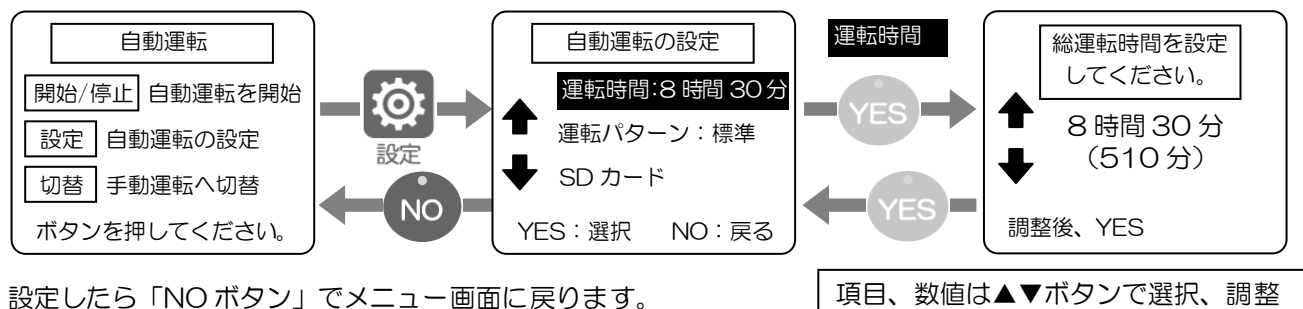 自動運転
開始/停止 自動運転を開始
設定 自動運転の設定
切替 手動運転へ切替
ボタンを押してください。
設定
NO
自動運転の設定
運転時間:8時間30分
運転パターン：標準
SDカード
YES：選択 NO：戻る
運転時間
YES
YES
総運転時間を設定
してください。
8時間30分
（510分）
調整後、YES
設定したら「NOボタン」でメニュー画面に戻ります。
項目、数値は▲▼ボタンで選択、調整